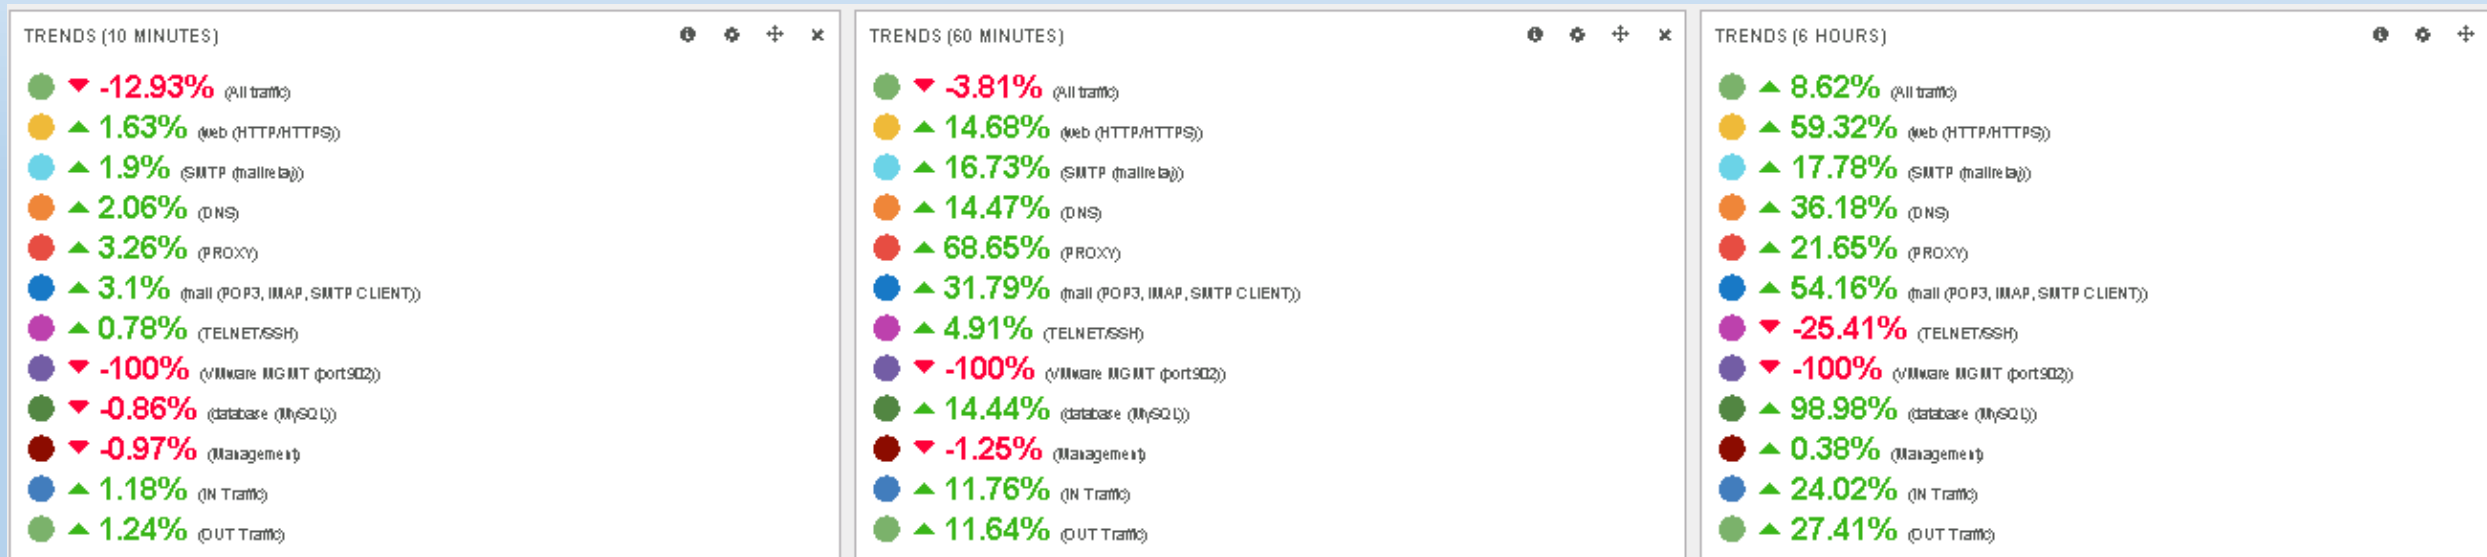 TRENDS (10 MINUTES)
-12.93% (All traffic)
1.63% (web (HTTP/HTTPS))
1.9% (SMTP (mailrelay))
2.06% (DNS)
3.26% (PROXY)
3.1% (mail (POP3, IMAP, SMTP CLIENT))
0.78% (TELNET/SSH)
-100% (VMware MGMT (port902))
-0.86% (database (MySQL))
-0.97% (Management)
1.18% (IN Traffic)
1.24% (OUT Traffic)
TRENDS (60 MINUTES)
-3.81% (All traffic)
14.68% (web (HTTP/HTTPS))
16.73% (SMTP (mailrelay))
14.47% (DNS)
68.65% (PROXY)
31.79% (mail (POP3, IMAP, SMTP CLIENT))
4.91% (TELNET/SSH)
-100% (VMware MGMT (port902))
14.44% (database (MySQL))
-1.25% (Management)
11.76% (IN Traffic)
11.64% (OUT Traffic)
TRENDS (6 HOURS)
8.62% (All traffic)
59.32% (web (HTTP/HTTPS))
17.78% (SMTP (mailrelay))
36.18% (DNS)
21.65% (PROXY)
54.16% (mail (POP3, IMAP, SMTP CLIENT))
-25.41% (TELNET/SSH)
-100% (VMware MGMT (port902))
98.98% (database (MySQL))
0.38% (Management)
24.02% (IN Traffic)
27.41% (OUT Traffic)